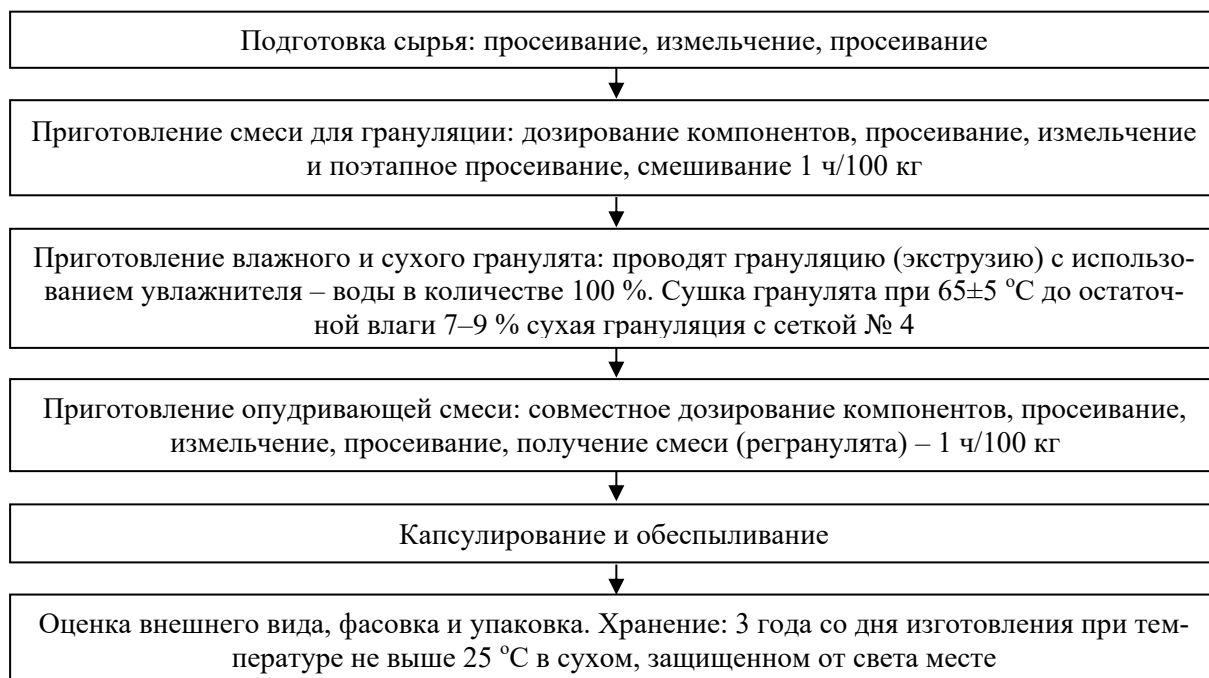 Подготовка сырья: просеивание, измельчение, просеивание
Приготовление смеси для грануляции: дозирование компонентов, просеивание, измельчение
и поэтапное просеивание, смешивание 1 ч/100 кг
Приготовление влажного и сухого гранулята: проводят грануляцию (экструзию) с использо-
ванием увлажнителя – воды в количестве 100 %. Сушка гранулята при 65±5 °С до остаточ-
ной влаги 7–9 % сухая грануляция с сеткой № 4
Приготовление опудривающей смеси: совместное дозирование компонентов, просеивание,
измельчение, просеивание, получение смеси (регранулята) – 1 ч/100 кг
Капсулирование и обеспыливание
Оценка внешнего вида, фасовка и упаковка. Хранение: 3 года со дня изготовления при тем-
пературе не выше 25 °С в сухом, защищенном от света месте